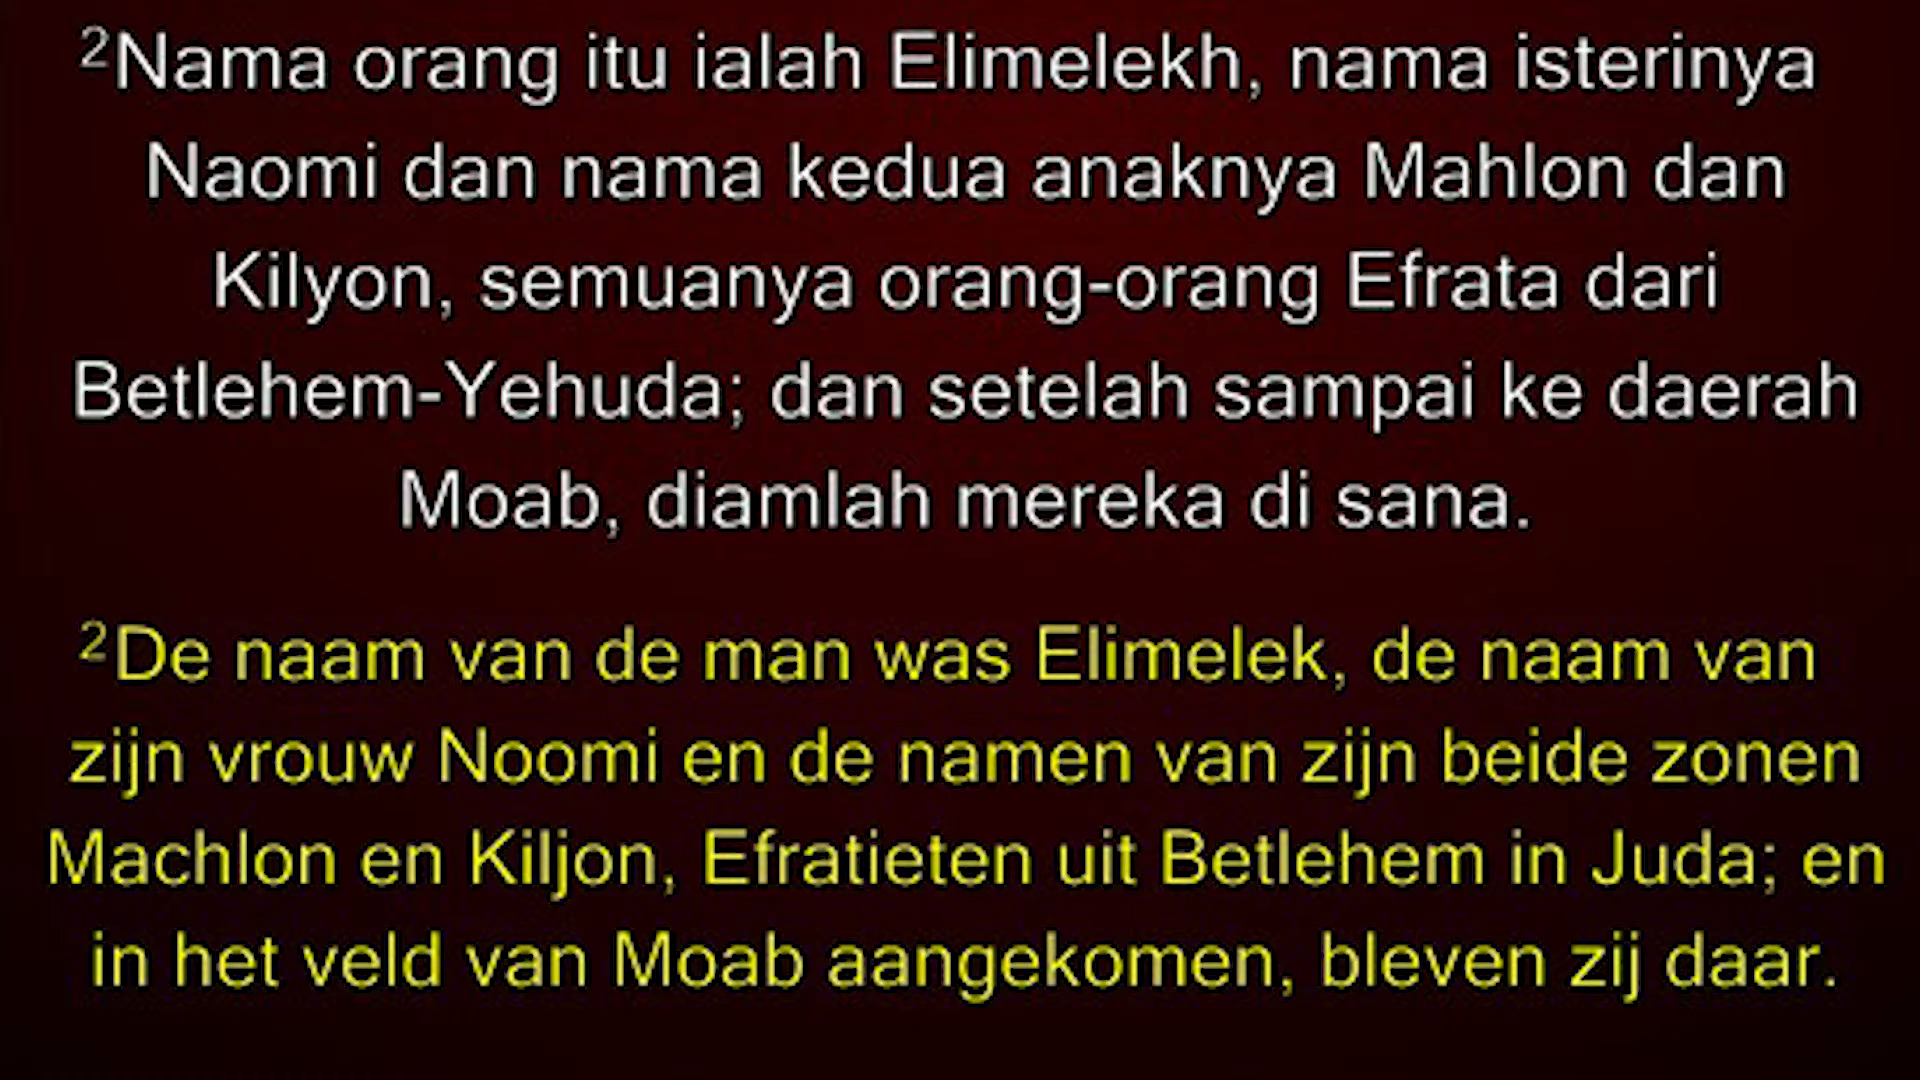 ²Nama orang itu ialah Elimelekh, nama isterinya
Naomi dan nama kedua anaknya Mahlon dan
Kilyon, semuanya orang-orang Efrata dari
Betlehem-Yehuda; dan setelah sampai ke daerah
Moab, diamlah mereka di sana.
²De naam van de man was Elimelek, de naam van
zijn vrouw Noomi en de namen van zijn beide zonen
Machlon en Kiljon, Efratieten uit Betlehem in Juda; en
in het veld van Moab aangekomen, bleven zij daar.